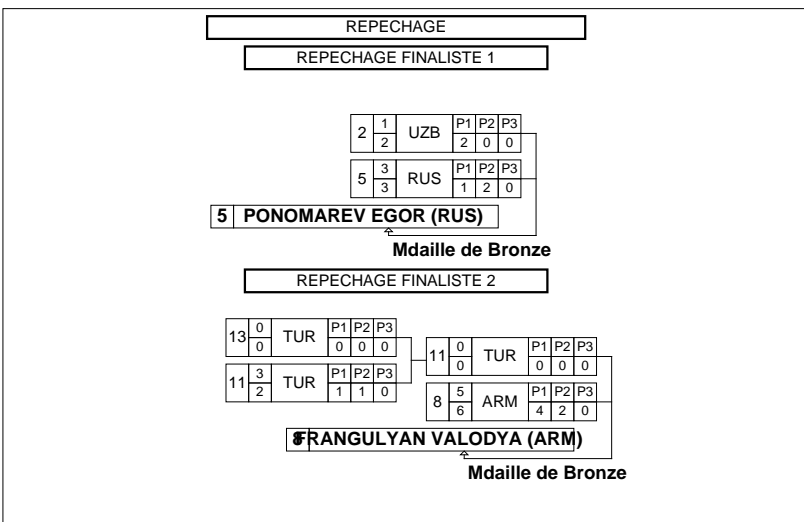 REPECHAGE
REPECHAGE FINALISTE 1
2 1 2 UZB P1 P2 P3 2 0 0
5 3 3 RUS P1 P2 P3 1 2 0
5 PONOMAREV EGOR (RUS)
Mdaille de Bronze
REPECHAGE FINALISTE 2
13 0 0 TUR P1 P2 P3 0 0 0
11 3 2 TUR P1 P2 P3 1 1 0
11 0 0 TUR P1 P2 P3 0 0 0
8 5 6 ARM P1 P2 P3 4 2 0
8 FRANGULYAN VALODYA (ARM)
Mdaille de Bronze